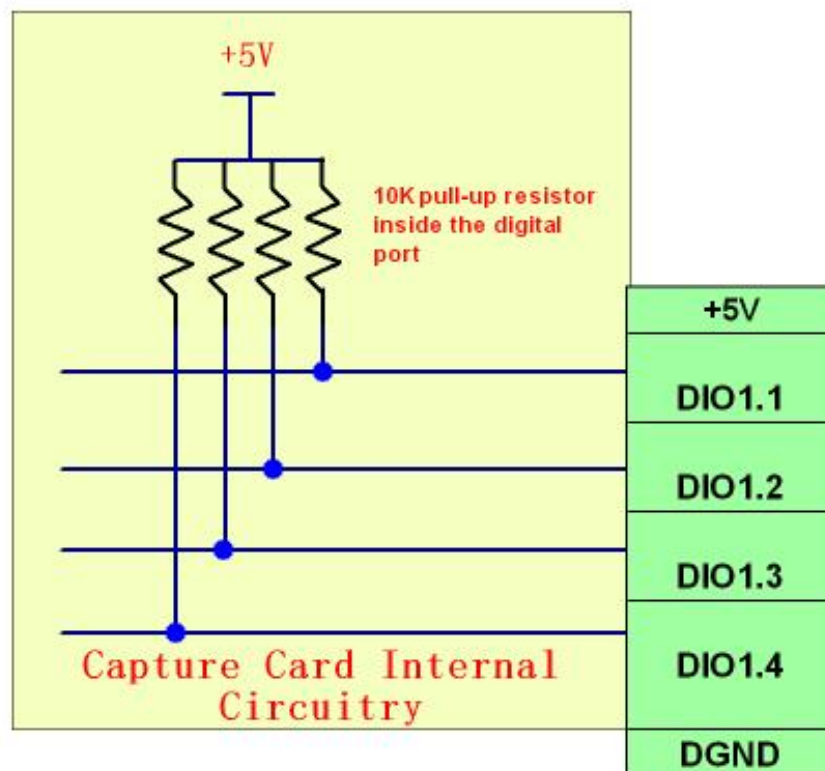 +5V
10K pull-up resistor
inside the digital
port
+5V
DIO1.1
DIO1.2
DIO1.3
DIO1.4
Capture Card Internal
Circuitry
DGND